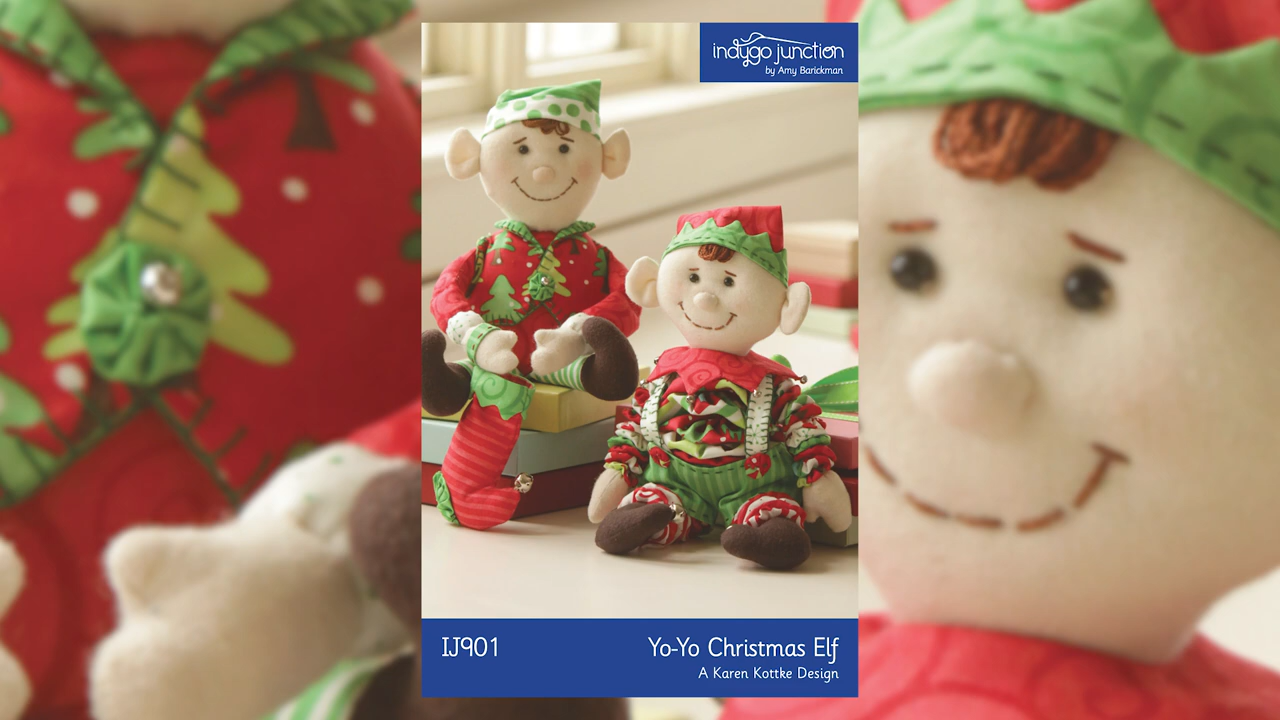 indygo junction
by Amy Barickman
IJ901
Yo-Yo Christmas Elf
A Karen Kottke Design